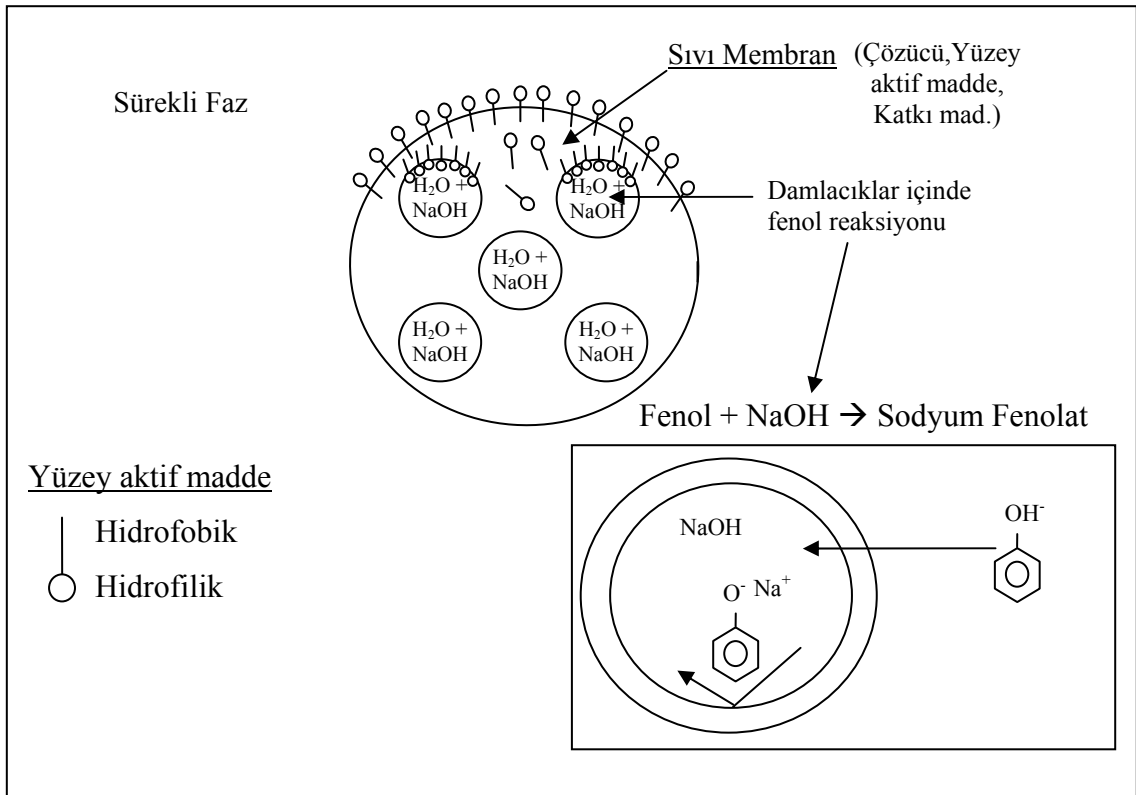 Sıvı Membran (Çözücü,Yüzey
aktif madde,
Katkı mad.)
Sürekli Faz
H₂O +
NaOH
H₂O +
NaOH
Damlacıklar içinde
fenol reaksiyonu
H₂O +
NaOH
H₂O +
NaOH
H₂O +
NaOH
Fenol + NaOH → Sodyum Fenolat
Yüzey aktif madde
Hidrofobik
Hidrofilik
NaOH
OH⁻
O⁻ Na⁺